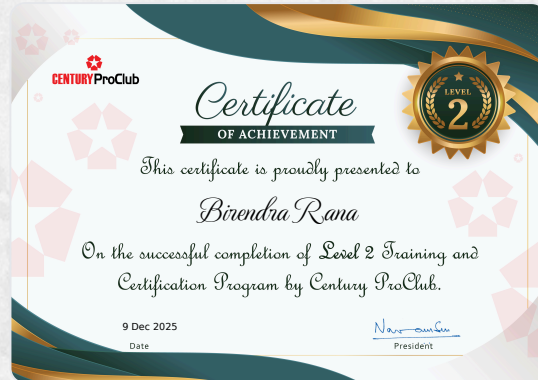 CENTURY ProClub
LEVEL
2
Certificate
OF ACHIEVEMENT
This certificate is proudly presented to
Birendra Rana
On the successful completion of Level 2 Training and
Certification Program by Century ProClub.
9 Dec 2025
Date
President